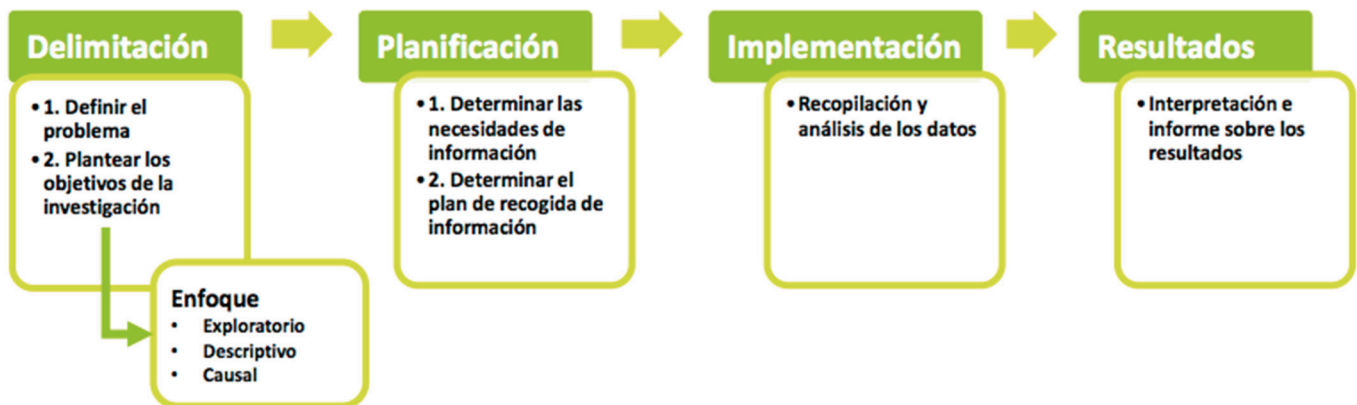 Delimitación
• 1. Definir el
problema
• 2. Plantear los
objetivos de la
investigación
Enfoque
• Exploratorio
• Descriptivo
• Causal
Planificación
• 1. Determinar las
necesidades de
información
• 2. Determinar el
plan de recogida de
información
Implementación
• Recopilación y
análisis de los datos
Resultados
• Interpretación e
informe sobre los
resultados